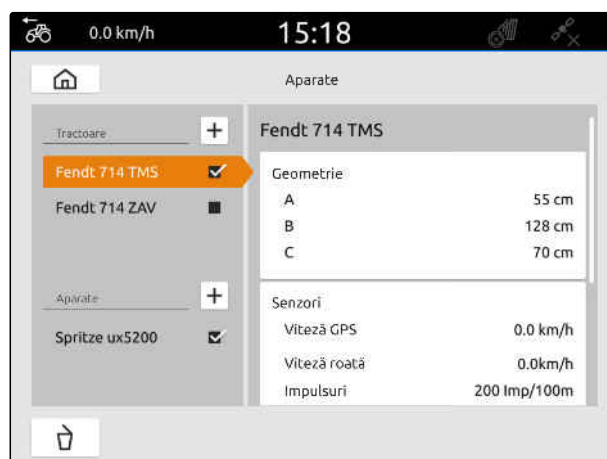 0.0 km/h
15:18
Aparate
Tractoare
Fendt 714 TMS
Fendt 714 ZAV
Aparate
Spritze ux5200
Fendt 714 TMS
Geometrie
A 55 cm
B 128 cm
C 70 cm
Senzori
Viteză GPS 0.0 km/h
Viteză roată 0.0km/h
Impulsuri 200 Imp/100m